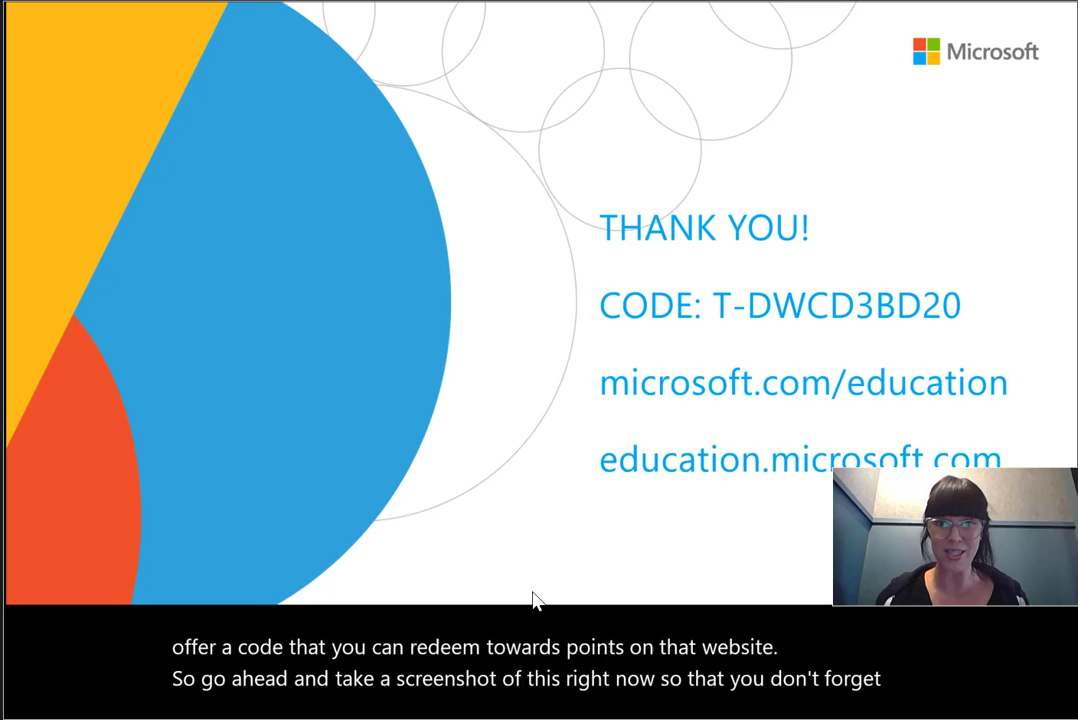 Microsoft
THANK YOU!
CODE: T-DWCD3BD20
microsoft.com/education
education.microsoft.com
offer a code that you can redeem towards points on that website.
So go ahead and take a screenshot of this right now so that you don't forget